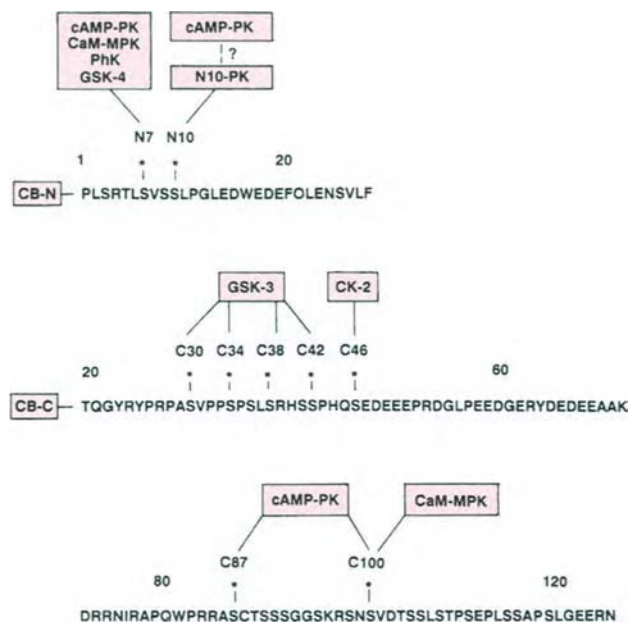 cAMP-PK
CaM-MPK
PhK
GSK-4
cAMP-PK
?
N10-PK
N7 N10
1 20
* *
CB-N PLSRTLSVSSLPGLEDWEDEFOLENSVLF
GSK-3 CK-2
C30 C34 C38 C42 C46
20 60
* * * * *
CB-C TQGYRYPRPASVPPSPSLSRHSSPHQSEDEEEPRDGLPEEDGERYDEDEEAAK
cAMP-PK CaM-MPK
C87 C100
80 120
* *
DRRNIRAPQWPRRASCTSSSGGSKRSNSVDTSSLSTPSEPLSSAPSLGEERN